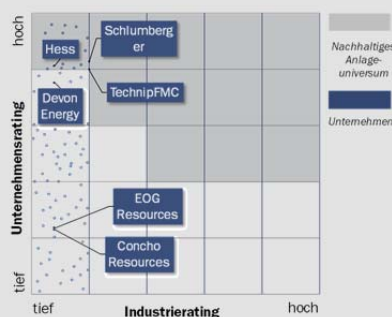 hoch
Schlumberg
er
Hess
TechnipFMC
Devon
Energy
EOG
Resources
Concho
Resources
tief
Unternehmensrating
tief
Industrierating
hoch
Nachhaltiges
Anlage-
universum
Unternehmen